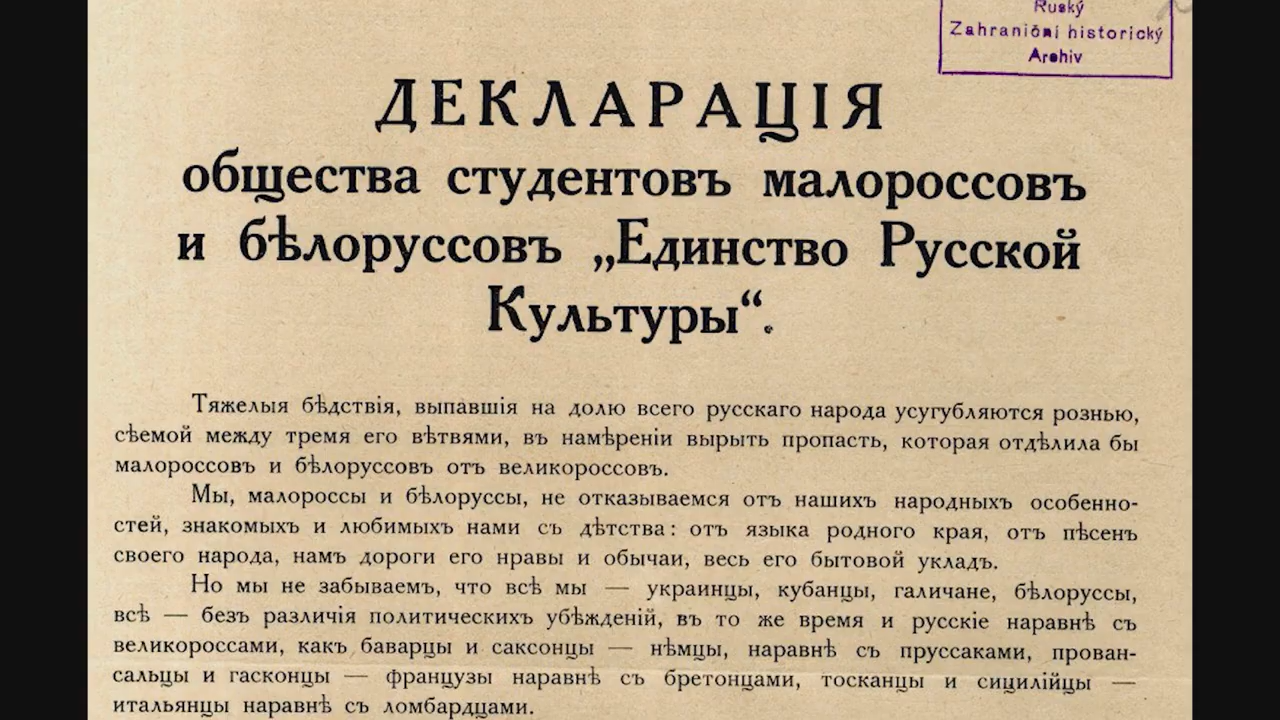 Ruský
Zahraniční historický
Arehiv
ДЕКЛАРАЦІЯ
общества студентовъ малороссовъ
и бѣлоруссовъ „Единство Русской
Культуры“.
Тяжелыя бѣдствія, выпавшія на долю всего русскаго народа усугубляются рознью,
сѣемой между тремя его вѣтвями, въ намѣреніи вырыть пропасть, которая отдѣлила бы
малороссовъ и бѣлоруссовъ отъ великороссовъ.
Мы, малороссы и бѣлоруссы, не отказываемся отъ нашихъ народныхъ особенно-
стей, знакомыхъ и любимыхъ нами съ дѣтства: отъ языка родного края, отъ пѣсенъ
своего народа, намъ дороги его нравы и обычаи, весь его бытовой укладъ.
Но мы не забываемъ, что всѣ мы — украинцы, кубанцы, галичане, бѣлоруссы,
всѣ — безъ различія политическихъ убѣжденій, въ то же время и русскіе наравнѣ съ
великороссами, какъ баварцы и саксонцы — нѣмцы, наравнѣ съ пруссаками, прован-
сальцы и гасконцы — французы наравнѣ съ бретонцами, тосканцы и сицилійцы —
итальянцы наравнѣ съ ломбардцами.